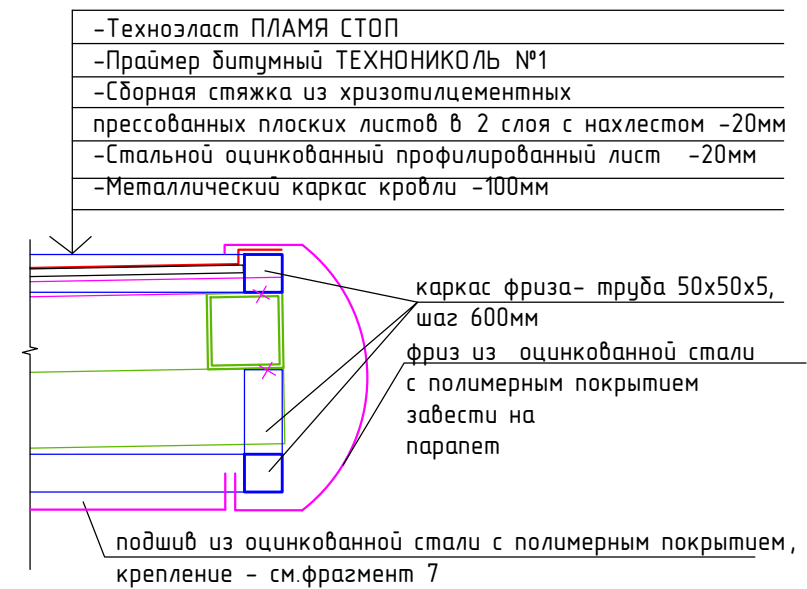 -Техноэласт ПЛАМЯ СТОП
-Праймер битумный ТЕХНОНИКОЛЬ №1
-Сборная стяжка из хризотилцементных
прессованных плоских листов в 2 слоя с нахлестом -20мм
-Стальной оцинкованный профилированный лист -20мм
-Металлический каркас кровли -100мм
каркас фриза- труба 50х50х5,
шаг 600мм
фриз из оцинкованной стали
с полимерным покрытием
завести на
парапет
подшив из оцинкованной стали с полимерным покрытием,
крепление - см.фрагмент 7